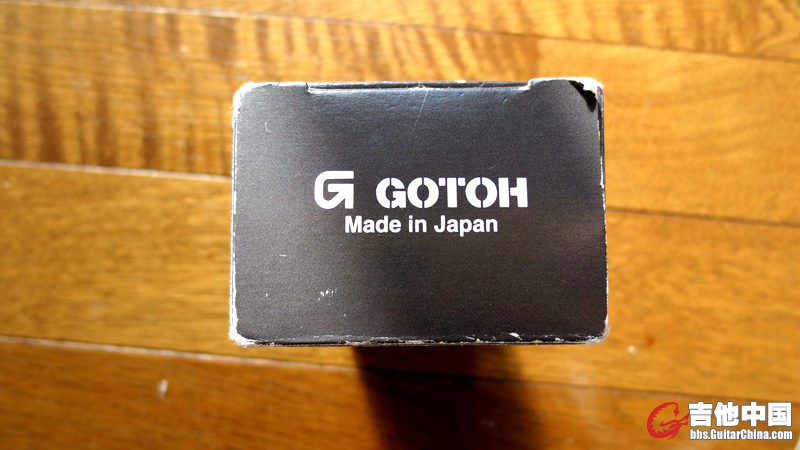 G GOTOH
Made in Japan
吉他中国
bbs.GuitarChina.com